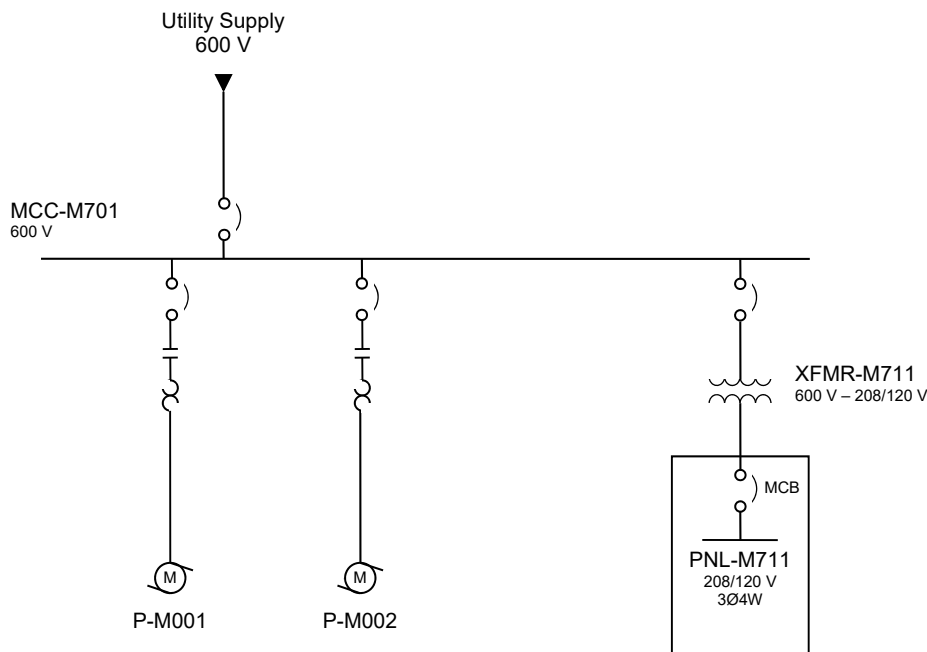 Utility Supply
600 V
MCC-M701
600 V
XFMR-M711
600 V – 208/120 V
MCB
PNL-M711
208/120 V
3Ø4W
M
P-M001
M
P-M002